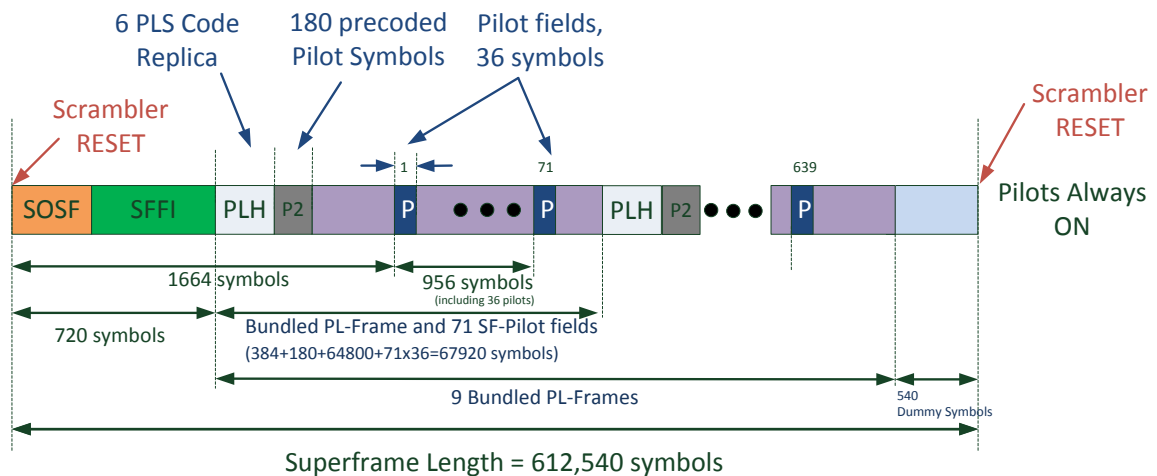 6 PLS Code
Replica
180 precoded
Pilot Symbols
Pilot fields,
36 symbols
Scrambler
RESET
Scrambler
RESET
1
71
639
SOSF
SFFI
PLH
P2
P
P
PLH
P2
P
Pilots Always
ON
1664 symbols
956 symbols
(including 36 pilots)
720 symbols
Bundled PL-Frame and 71 SF-Pilot fields
(384+180+64800+71x36=67920 symbols)
9 Bundled PL-Frames
540
Dummy Symbols
Superframe Length = 612,540 symbols